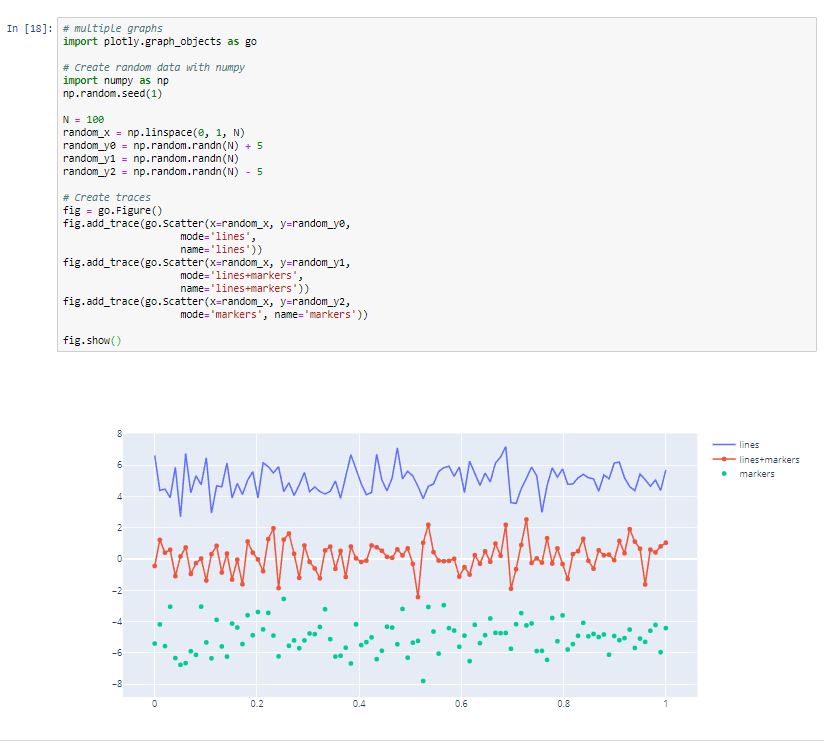 In [18]:
# multiple graphs
import plotly.graph_objects as go
# Create random data with numpy
import numpy as np
np.random.seed(1)
N = 100
random_x = np.linspace(0, 1, N)
random_y0 = np.random.randn(N) + 5
random_y1 = np.random.randn(N)
random_y2 = np.random.randn(N) - 5
# Create traces
fig = go.Figure()
fig.add_trace(go.Scatter(x=random_x, y=random_y0,
mode='lines',
name='lines'))
fig.add_trace(go.Scatter(x=random_x, y=random_y1,
mode='lines+markers',
name='lines+markers'))
fig.add_trace(go.Scatter(x=random_x, y=random_y2,
mode='markers', name='markers'))
fig.show()
8
6
4
2
0
−2
−4
−6
−8
0 0.2 0.4 0.6 0.8 1
lines
lines+markers
markers